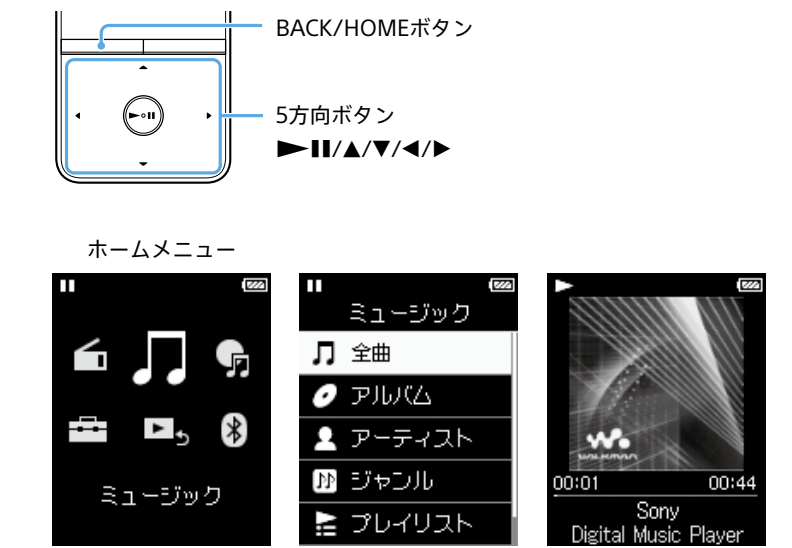 BACK/HOMEボタン
5方向ボタン
▶▮▮/▲/▼/◀/▶
ホームメニュー
ミュージック
ミュージック
全曲
アルバム
アーティスト
ジャンル
プレイリスト
WALKMAN
00:01 00:44
Sony
Digital Music Player